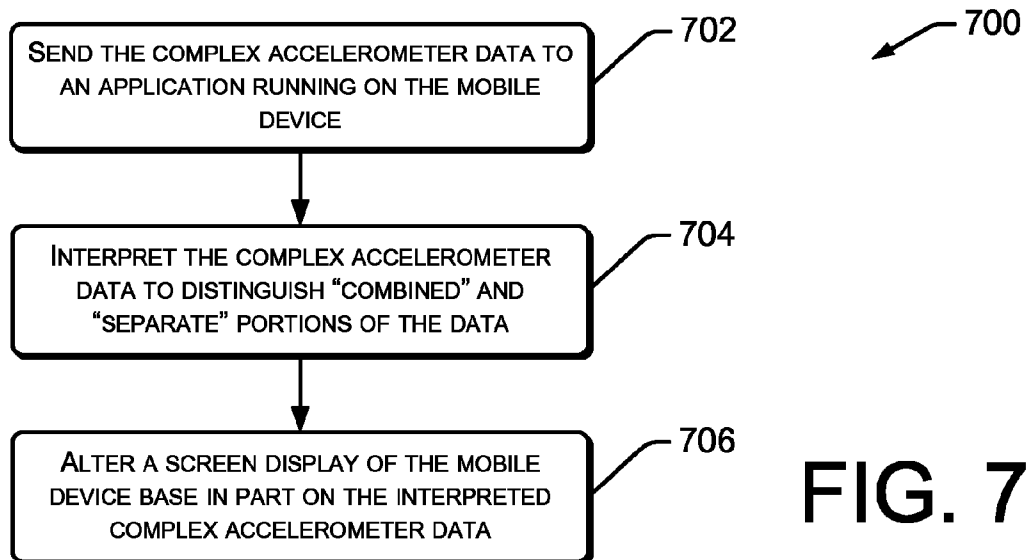 SEND THE COMPLEX ACCELEROMETER DATA TO
AN APPLICATION RUNNING ON THE MOBILE
DEVICE
702
700
INTERPRET THE COMPLEX ACCELEROMETER
DATA TO DISTINGUISH “COMBINED” AND
“SEPARATE” PORTIONS OF THE DATA
704
ALTER A SCREEN DISPLAY OF THE MOBILE
DEVICE BASE IN PART ON THE INTERPRETED
COMPLEX ACCELEROMETER DATA
706
FIG. 7